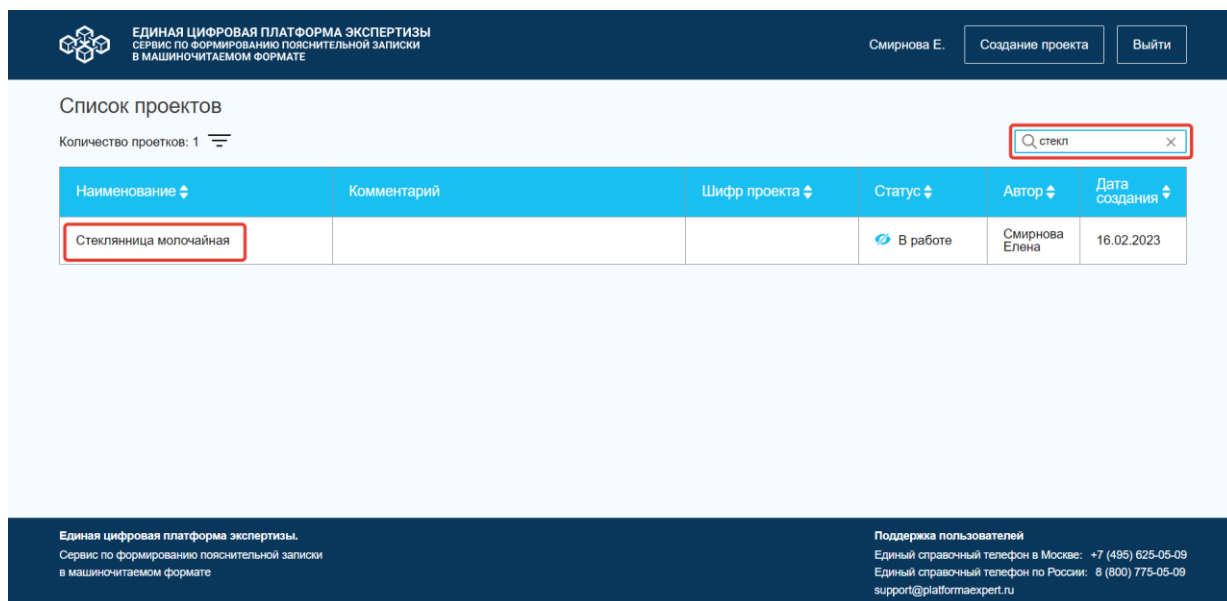 ЕДИНАЯ ЦИФРОВАЯ ПЛАТФОРМА ЭКСПЕРТИЗЫ
СЕРВИС ПО ФОРМИРОВАНИЮ ПОЯСНИТЕЛЬНОЙ ЗАПИСКИ
В МАШИНОЧИТАЕМОМ ФОРМАТЕ
Смирнова Е.
Создание проекта
Выйти
Список проектов
Количество проетков: 1
стекл
Наименование
Комментарий
Шифр проекта
Статус
Автор
Дата
создания
Стеклянница молочайная
В работе
Смирнова
Елена
16.02.2023
Единая цифровая платформа экспертизы.
Сервис по формированию пояснительной записки
в машиночитаемом формате
Поддержка пользователей
Единый справочный телефон в Москве: +7 (495) 625-05-09
Единый справочный телефон по России: 8 (800) 775-05-09
support@platformaexpert.ru